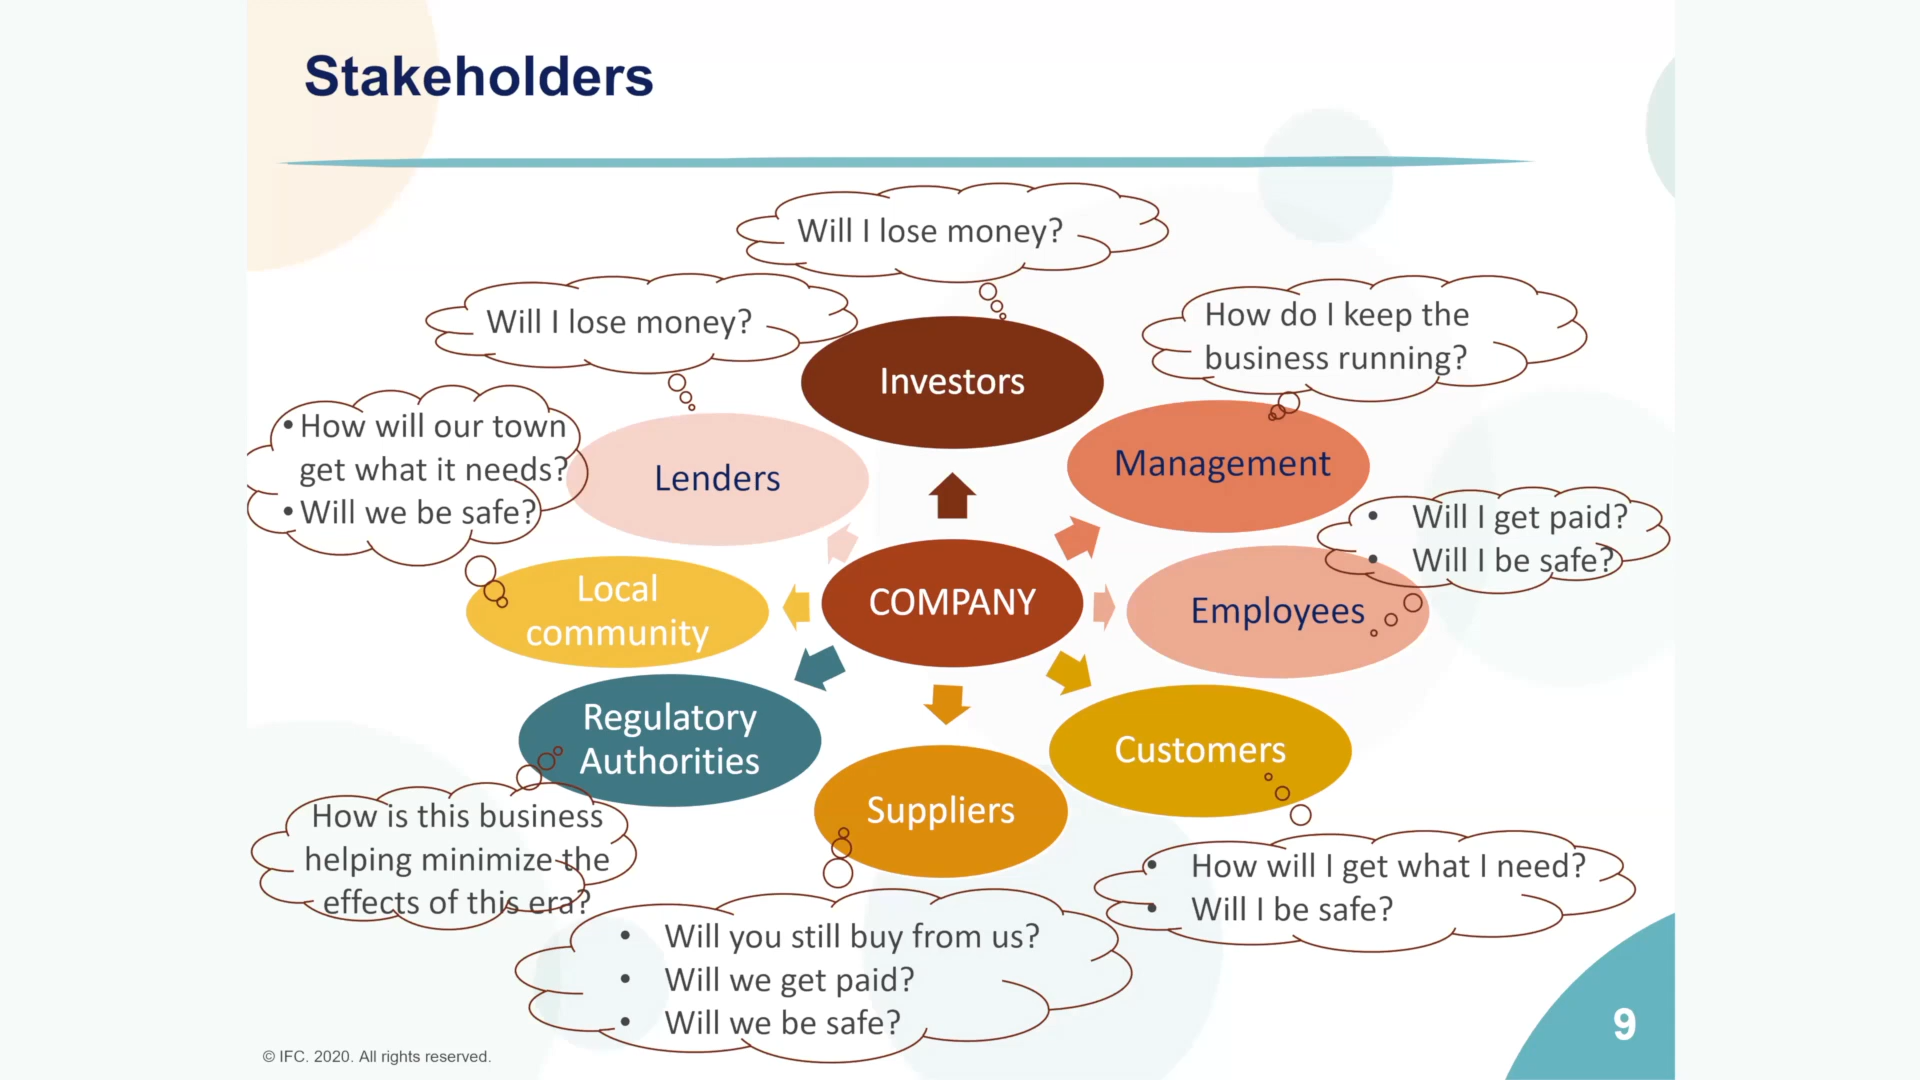 Stakeholders
Will I lose money?
Investors
Will I lose money?
Lenders
How do I keep the
business running?
Management
• How will our town
get what it needs?
• Will we be safe?
Local
community
COMPANY
• Will I get paid?
• Will I be safe?
Employees
Regulatory
Authorities
How is this business
helping minimize the
effects of this era?
Suppliers
• Will you still buy from us?
• Will we get paid?
• Will we be safe?
Customers
• How will I get what I need?
• Will I be safe?
© IFC. 2020. All rights reserved.
9